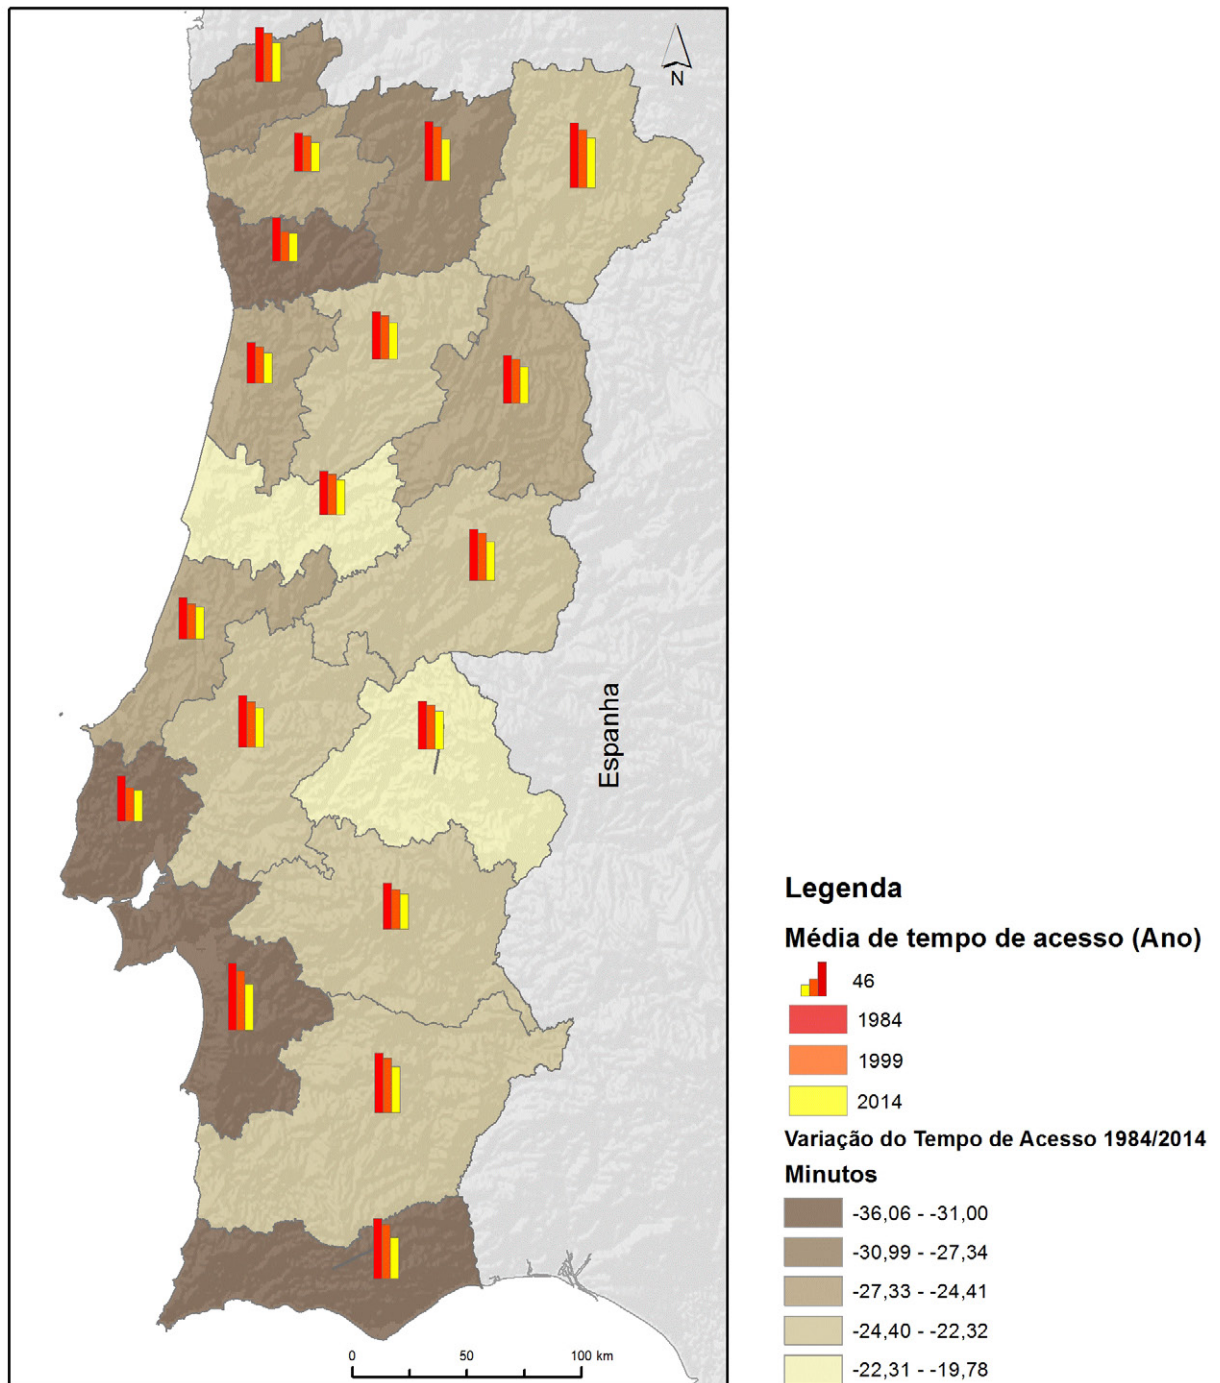 N
Espanha
0 50 100 km
Legenda
Média de tempo de acesso (Ano)
46
1984
1999
2014
Variação do Tempo de Acesso 1984/2014
Minutos
-36,06 - -31,00
-30,99 - -27,34
-27,33 - -24,41
-24,40 - -22,32
-22,31 - -19,78